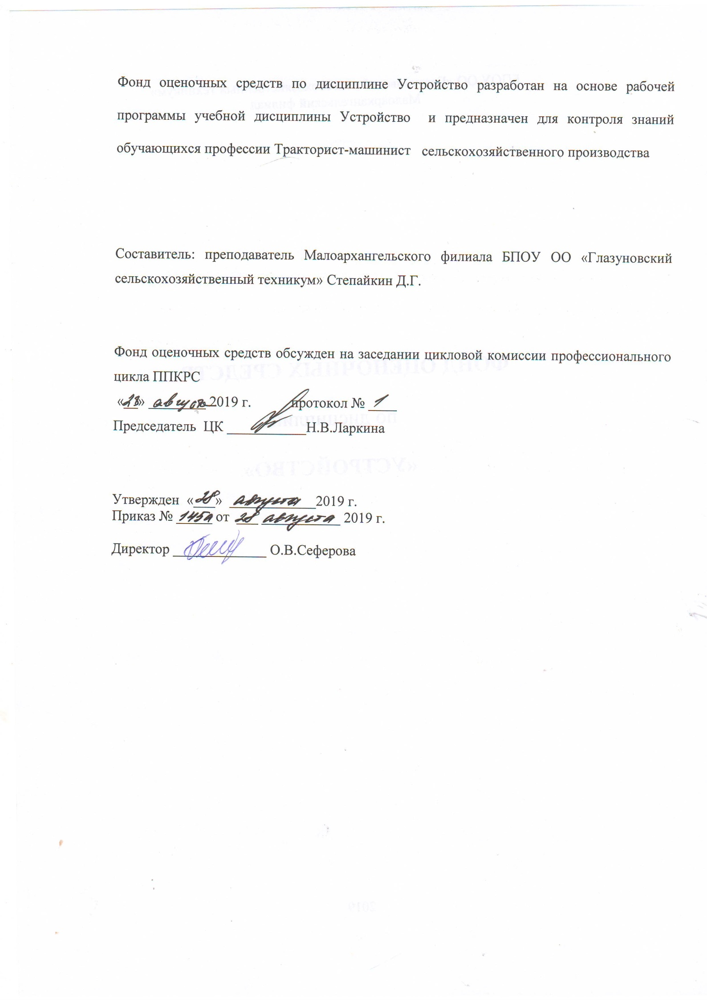 Фонд оценочных средств по дисциплине Устройство разработан на основе рабочей
программы учебной дисциплины Устройство и предназначен для контроля знаний
обучающихся профессии Тракторист-машинист сельскохозяйственного производства
Составитель: преподаватель Малоархангельского филиала БПОУ ОО «Глазуновский
сельскохозяйственный техникум» Степайкин Д.Г.
Фонд оценочных средств обсужден на заседании цикловой комиссии профессионального
цикла ППКРС
«28» августа 2019 г. протокол № 1
Председатель ЦК ___________Н.В.Ларкина
Утвержден «28» августа 2019 г.
Приказ № 145а от 28 августа 2019 г.
Директор _____________ О.В.Сеферова